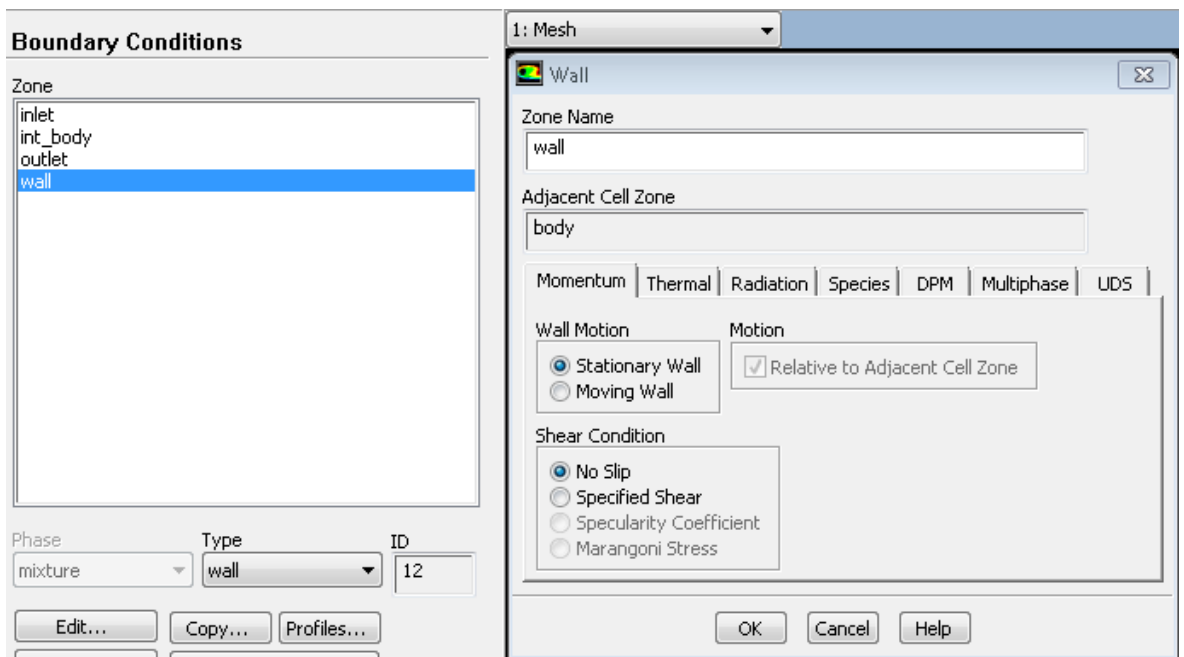 Boundary Conditions
Zone
inlet
int_body
outlet
wall
Phase
Type
ID
mixture
wall
12
Edit...
Copy...
Profiles...
1: Mesh
Wall
Zone Name
wall
Adjacent Cell Zone
body
Momentum Thermal Radiation Species DPM Multiphase UDS
Wall Motion
Motion
Stationary Wall
Relative to Adjacent Cell Zone
Moving Wall
Shear Condition
No Slip
Specified Shear
Specularity Coefficient
Marangoni Stress
OK Cancel Help